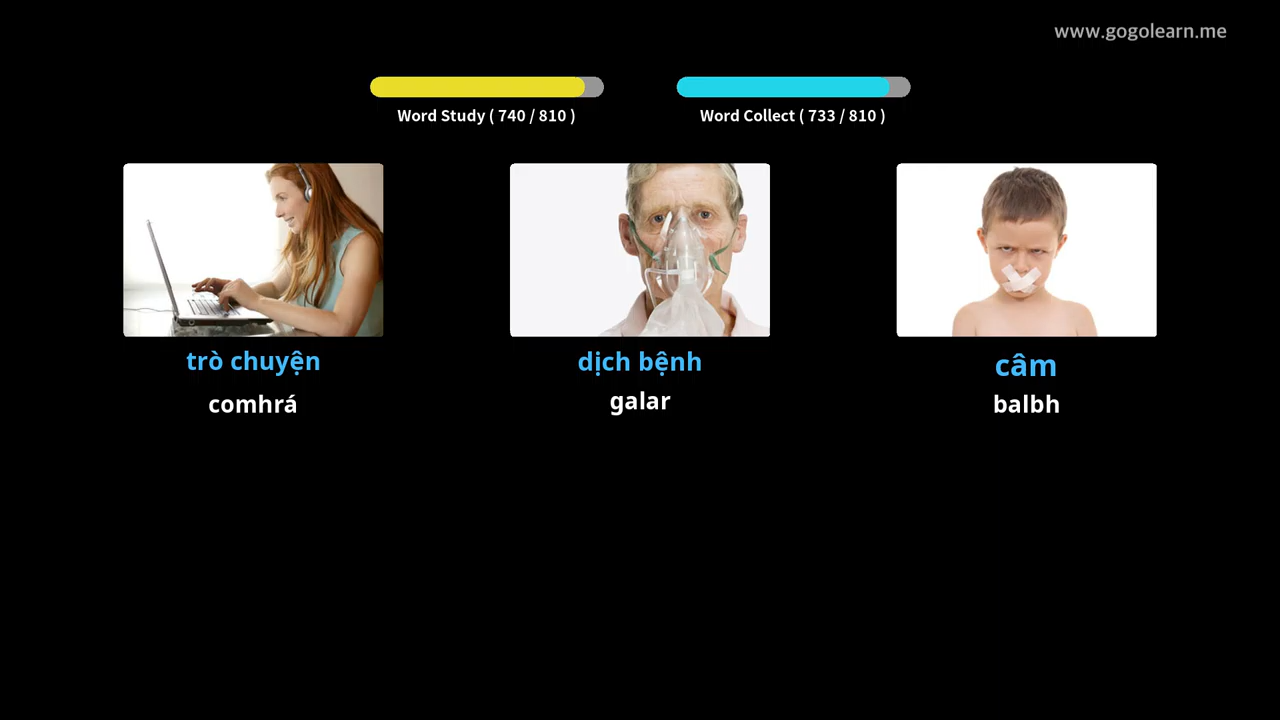 www.gogolearn.me
Word Study ( 740 / 810 )
Word Collect ( 733 / 810 )
trò chuyện
comhrá
dịch bệnh
galar
câm
balbh